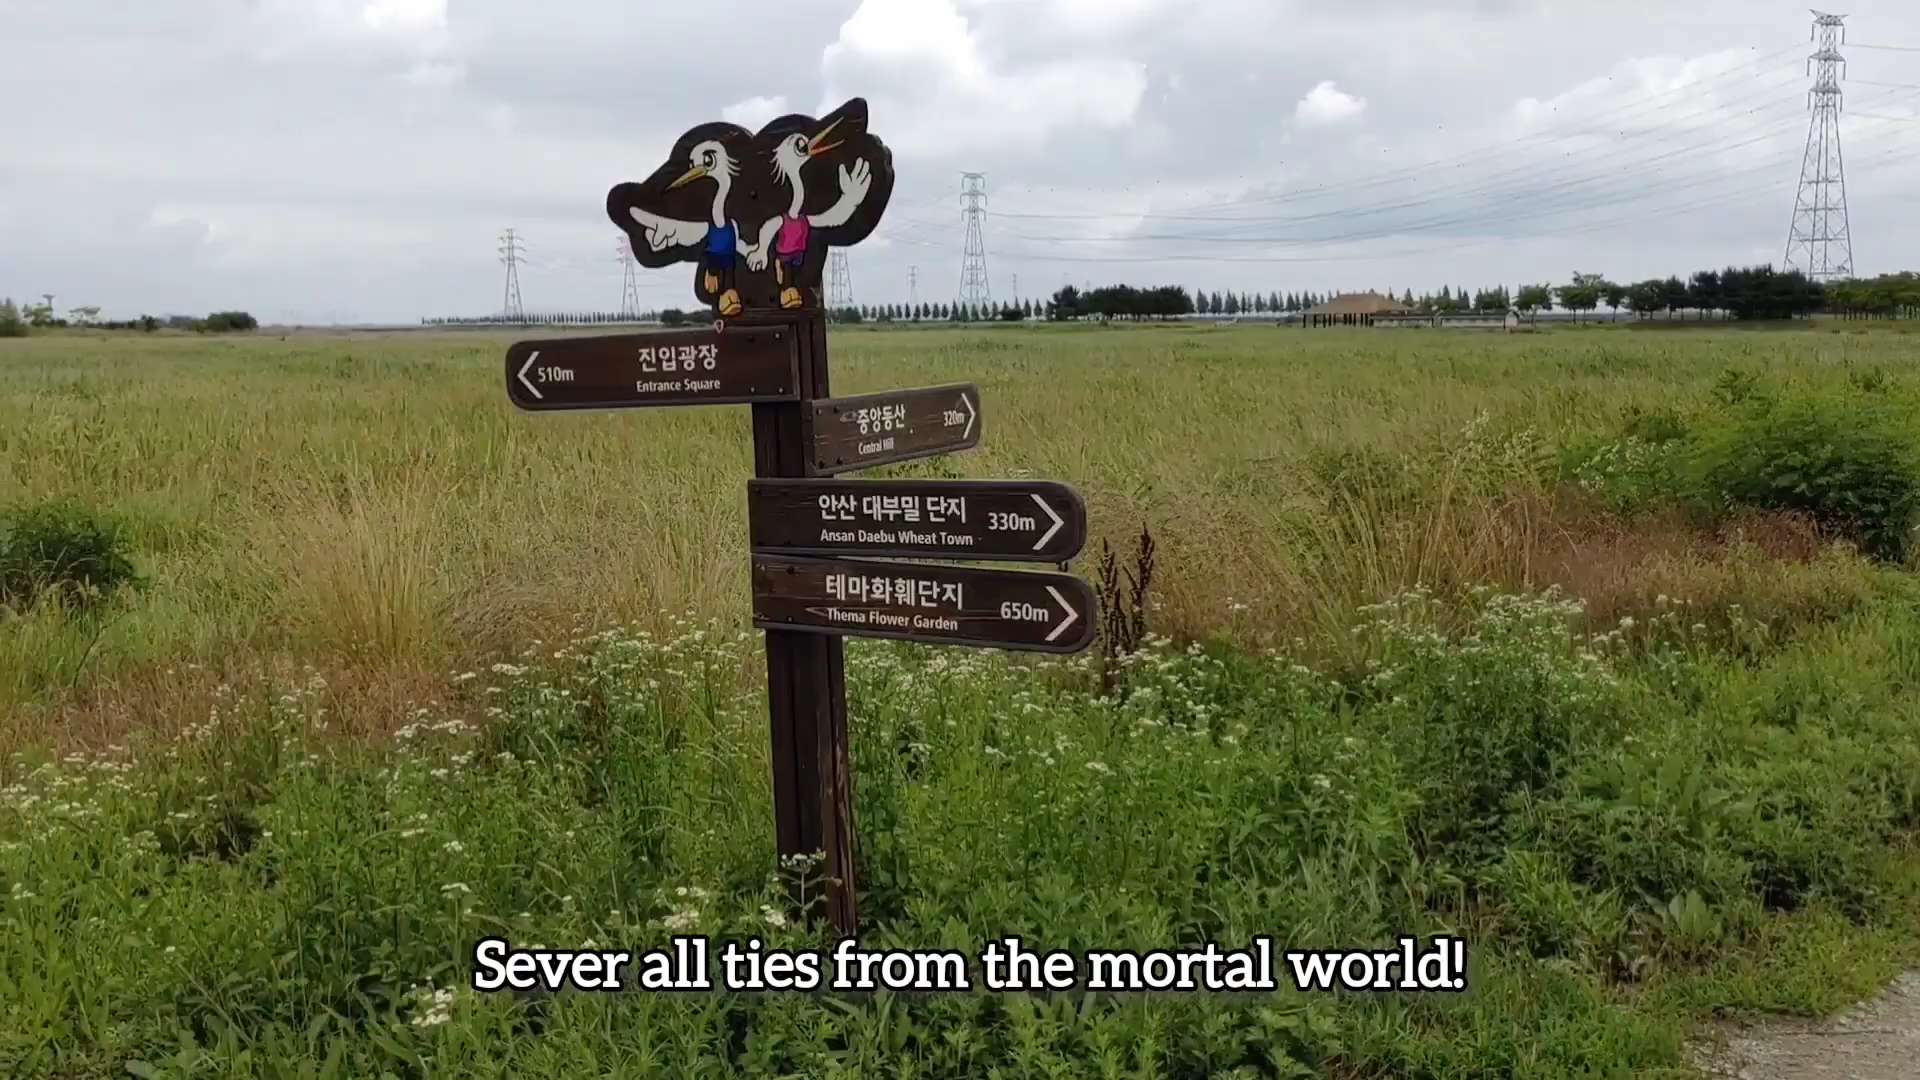 510m
진입광장
Entrance Square
중앙동산
320m
Central Hill
안산 대부밀 단지
330m
Ansan Daebu Wheat Town
테마화훼단지
650m
Thema Flower Garden
Sever all ties from the mortal world!